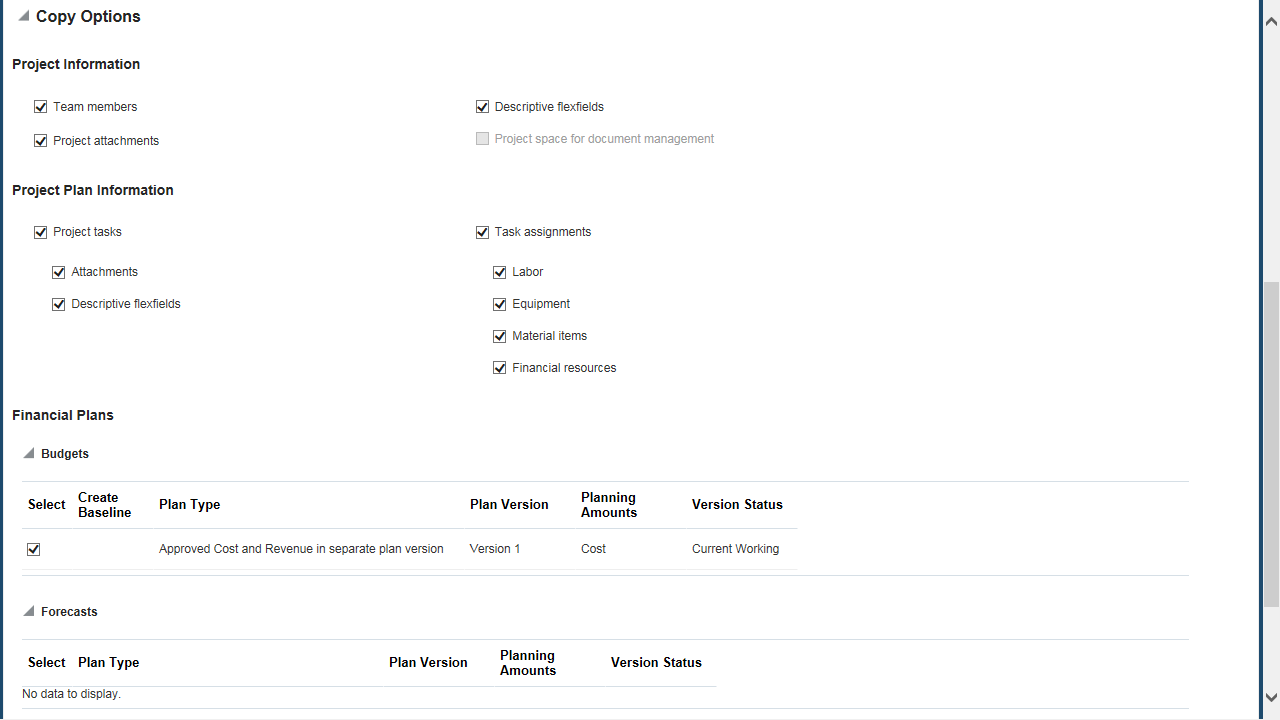 Copy Options
Project Information
Team members
Descriptive flexfields
Project attachments
Project space for document management
Project Plan Information
Project tasks
Task assignments
Attachments
Labor
Descriptive flexfields
Equipment
Material items
Financial resources
Financial Plans
Budgets
Select Create Baseline Plan Type Plan Version Planning Amounts Version Status
Approved Cost and Revenue in separate plan version Version 1 Cost Current Working
Forecasts
Select Plan Type Plan Version Planning Amounts Version Status
No data to display.